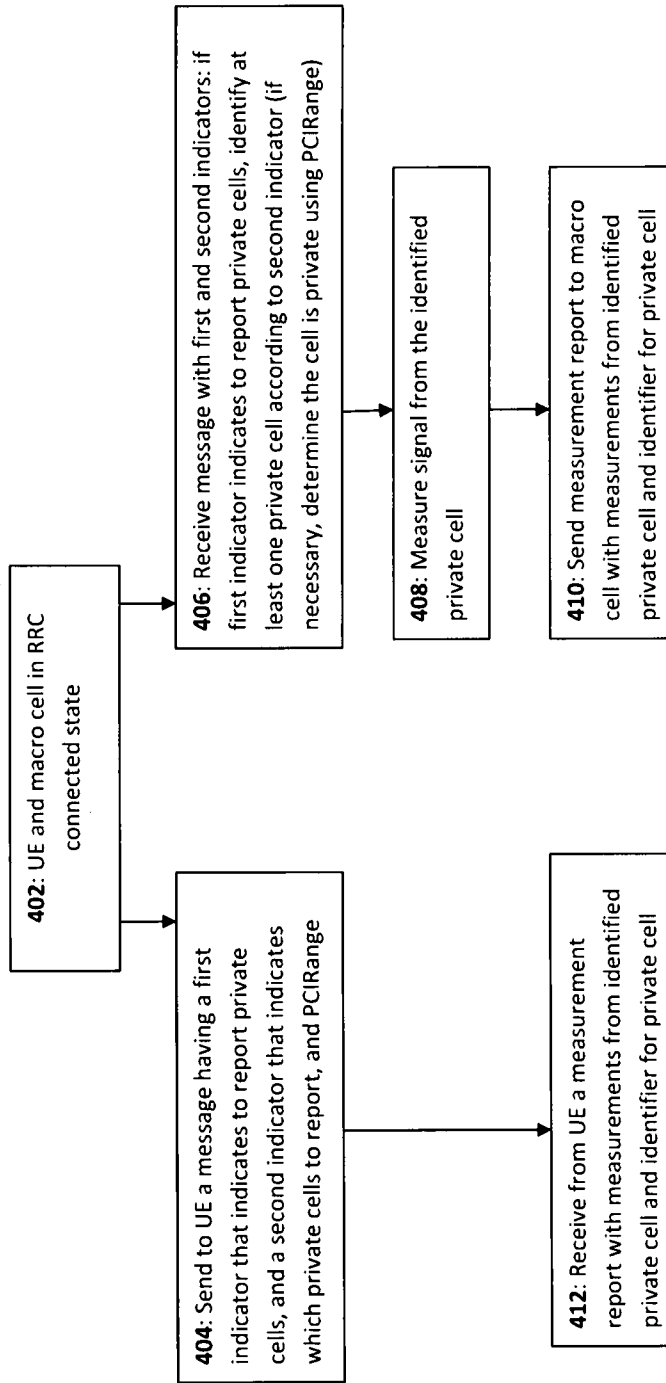 402: UE and macro cell in RRC
connected state
404: Send to UE a message having a first
indicator that indicates to report private
cells, and a second indicator that indicates
which private cells to report, and PCIRange
406: Receive message with first and second indicators: if
first indicator indicates to report private cells, identify at
least one private cell according to second indicator (if
necessary, determine the cell is private using PCIRange)
408: Measure signal from the identified
private cell
412: Receive from UE a measurement
report with measurements from identified
private cell and identifier for private cell
410: Send measurement report to macro
cell with measurements from identified
private cell and identifier for private cell